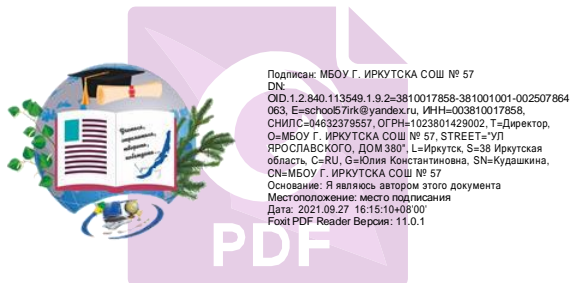 Подписан: МБОУ Г. ИРКУТСКА СОШ № 57
DN:
OID.1.2.840.113549.1.9.2=3810017858-381001001-002507864
063, E=school57irk@yandex.ru, ИНН=003810017858,
СНИЛС=04632379557, ОГРН=1023801429002, T=Директор,
O=МБОУ Г. ИРКУТСКА СОШ № 57, STREET="УЛ
ЯРОСЛАВСКОГО, ДОМ 380", L=Иркутск, S=38 Иркутская
область, C=RU, G=Юлия Константиновна, SN=Кудашкина,
CN=МБОУ Г. ИРКУТСКА СОШ № 57
Основание: Я являюсь автором этого документа
Местоположение: место подписания
Дата: 2021.09.27 16:15:10+08'00'
Foxit PDF Reader Версия: 11.0.1
PDF